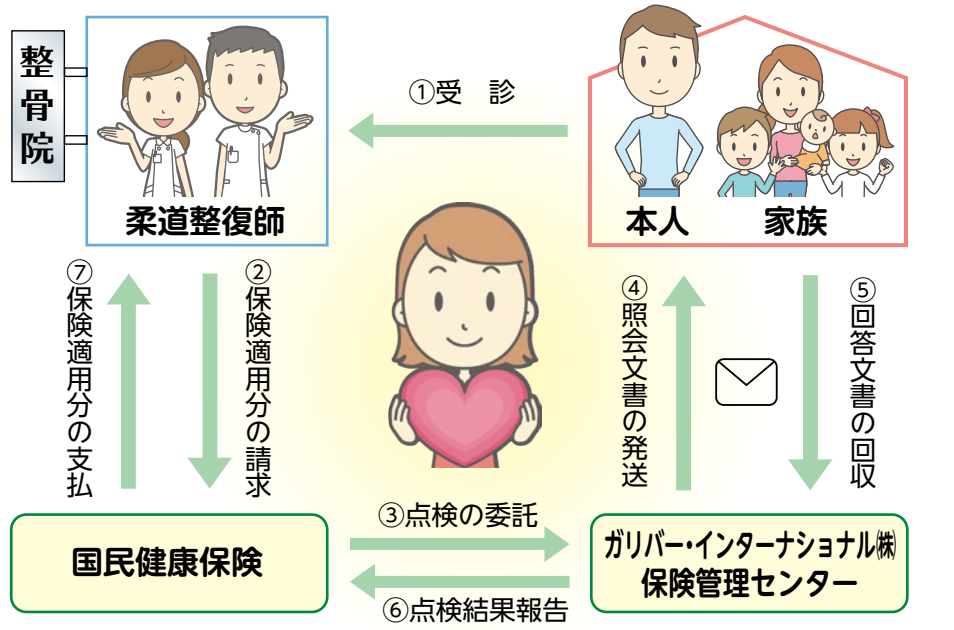 整骨院
①受　診
柔道整復師
本人
家族
⑦保険適用分の支払
②保険適用分の請求
④照会文書の発送
⑤回答文書の回収
③点検の委託
国民健康保険
ガリバー・インターナショナル㈱
保険管理センター
⑥点検結果報告